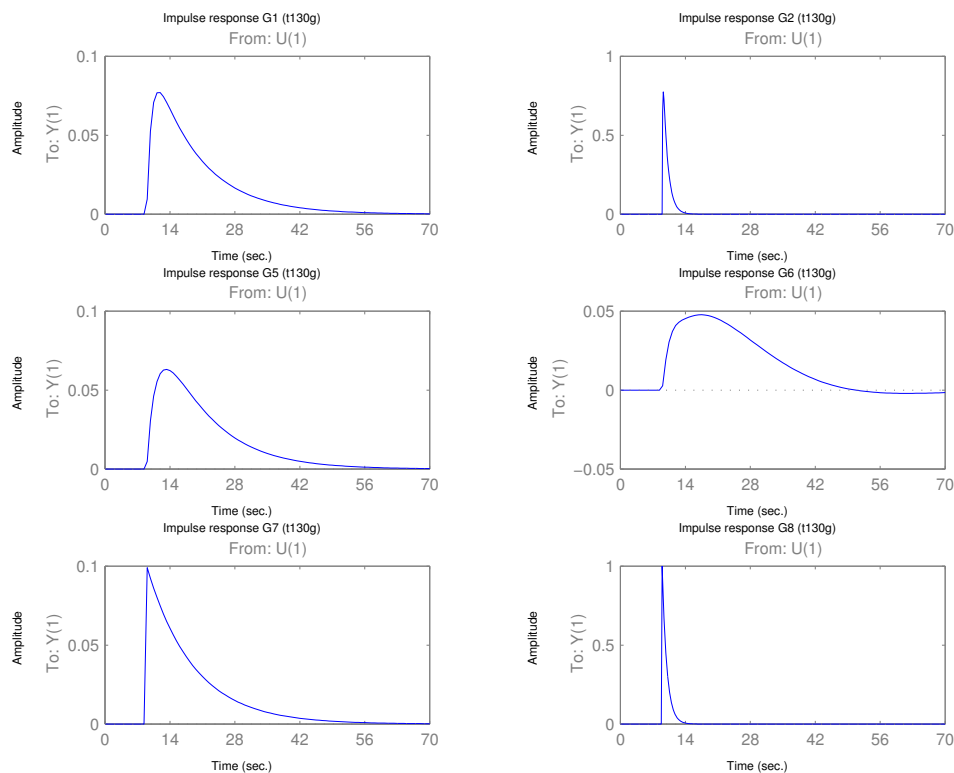 Impulse response G1 (t130g)
From: U(1)
0.1
0.05
0
Amplitude
To: Y(1)
0 14 28 42 56 70
Time (sec.)
Impulse response G2 (t130g)
From: U(1)
1
0.5
0
Amplitude
To: Y(1)
0 14 28 42 56 70
Time (sec.)
Impulse response G5 (t130g)
From: U(1)
0.1
0.05
0
Amplitude
To: Y(1)
0 14 28 42 56 70
Time (sec.)
Impulse response G6 (t130g)
From: U(1)
0.05
0
−0.05
Amplitude
To: Y(1)
0 14 28 42 56 70
Time (sec.)
Impulse response G7 (t130g)
From: U(1)
0.1
0.05
0
Amplitude
To: Y(1)
0 14 28 42 56 70
Time (sec.)
Impulse response G8 (t130g)
From: U(1)
1
0.5
0
Amplitude
To: Y(1)
0 14 28 42 56 70
Time (sec.)